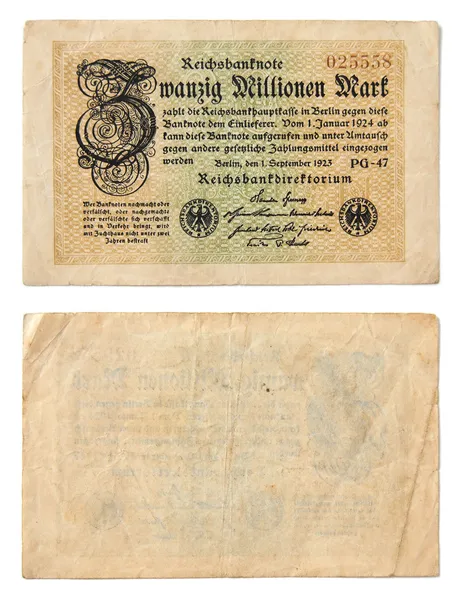 Reichsbanknote 025558
Zwanzig Millionen Mark
zahlt die Reichsbankhauptkasse in Berlin gegen diese
Banknote dem Einlieferer. Vom 1. Januar 1924 ab
kann diese Banknote aufgerufen und unter Umtausch
gegen andere gesetzliche Zahlungsmittel eingezogen
werden Berlin, den 1. September 1923 PG-47
Reichsbankdirektorium
Wer Banknoten nachmacht oder
verfälscht, oder nachgemachte
oder verfälschte sich verschafft
und in Verkehr bringt, wird
mit Zuchthaus nicht unter zwei
Jahren bestraft